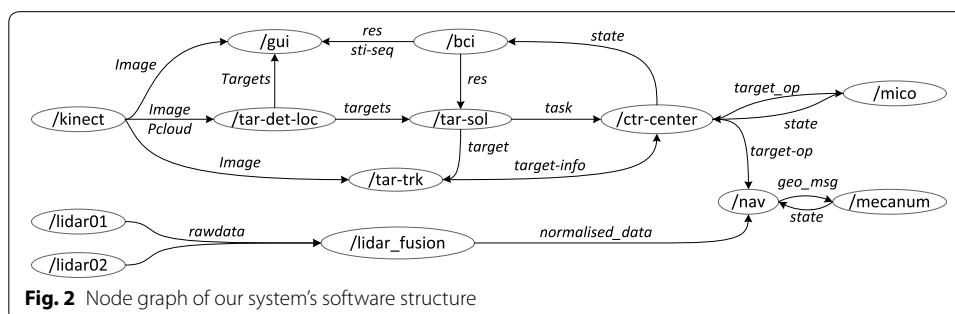 /gui
res
sti-seq
/bci
state
Image
Targets
res
target_op
/mico
/kinect
Image
Pcloud
/tar-det-loc
targets
/tar-sol
task
/ctr-center
state
target
Image
target-info
target-op
/tar-trk
geo_msg
/nav
/mecanum
state
/lidar01
rawdata
/lidar_fusion
normalised_data
/lidar02
Fig. 2 Node graph of our system's software structure